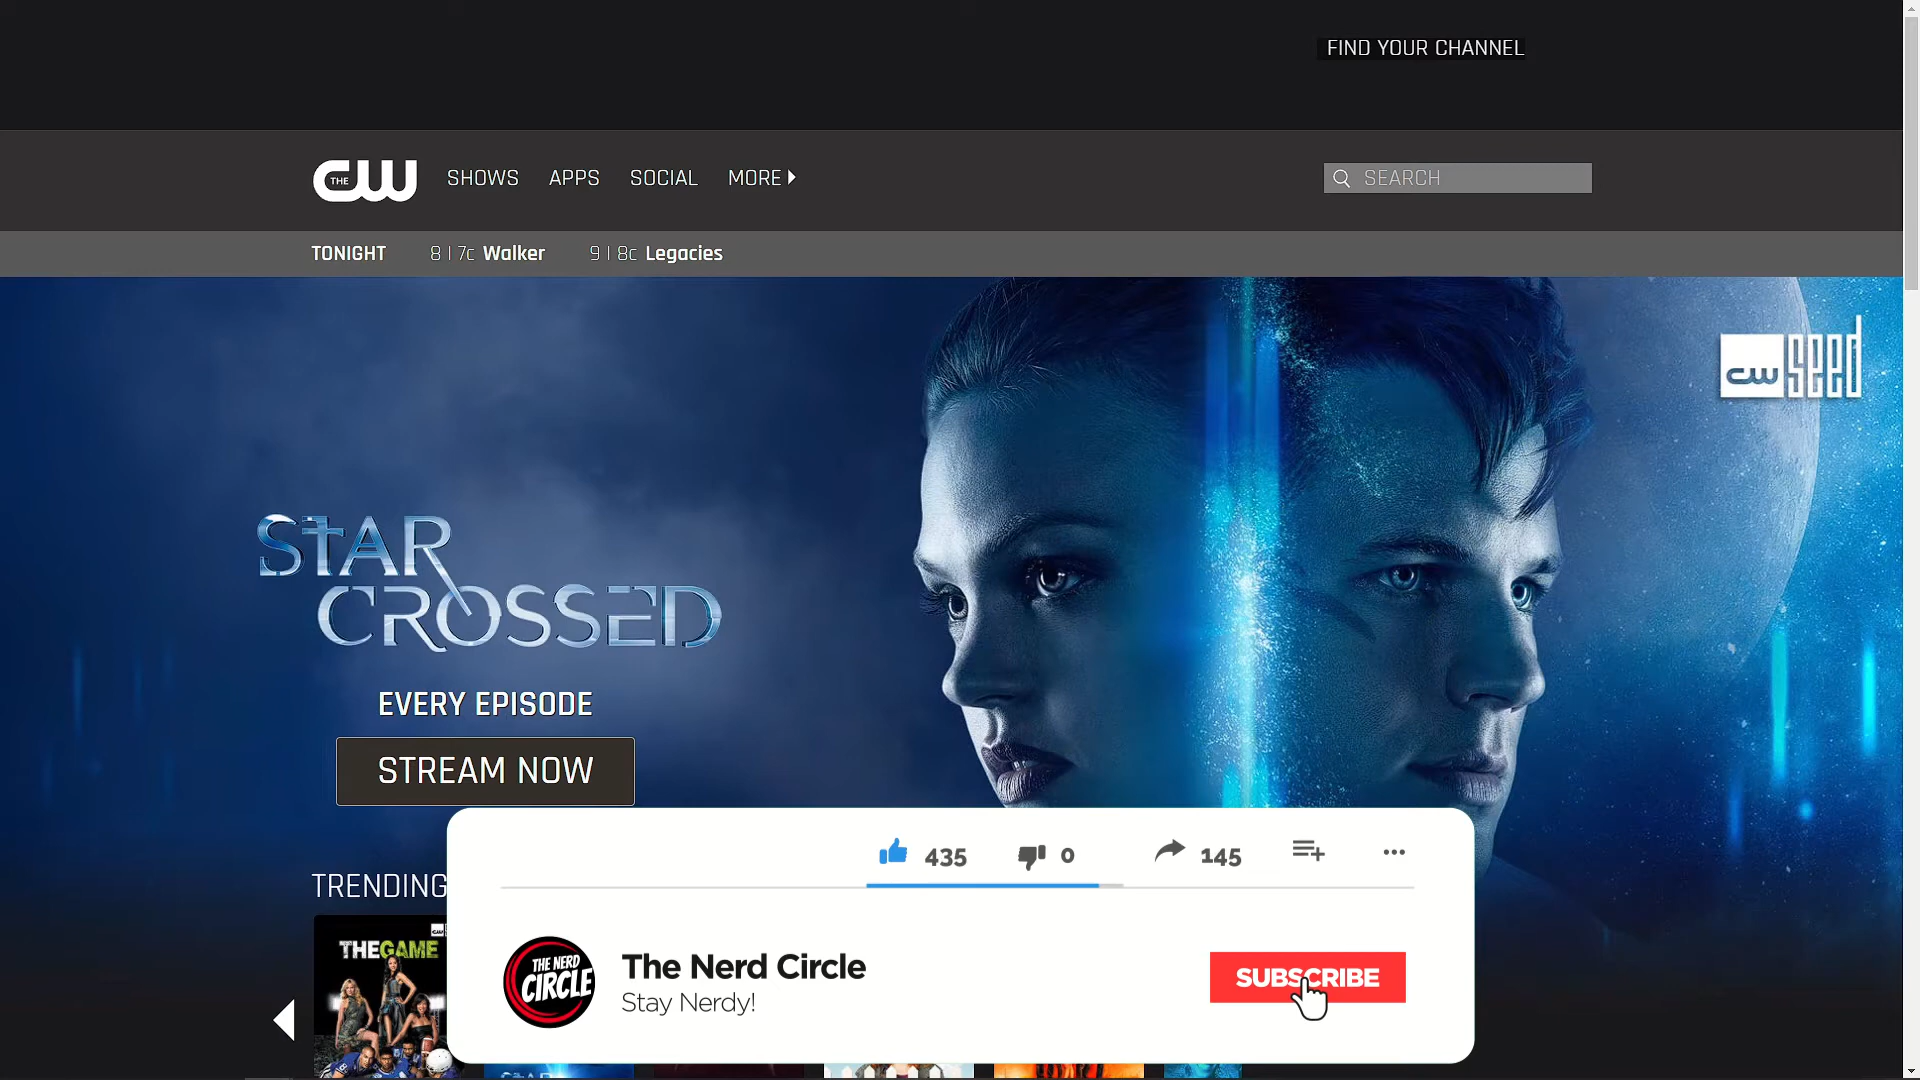 FIND YOUR CHANNEL
THE CW SHOWS APPS SOCIAL MORE SEARCH
TONIGHT 8 | 7c Walker 9 | 8c Legacies
cw seed
STAR
CROSSED
EVERY EPISODE
STREAM NOW
435 0 145
TRENDING
cw
THE GAME
THE NERD
CIRCLE
The Nerd Circle
Stay Nerdy!
SUBSCRIBE